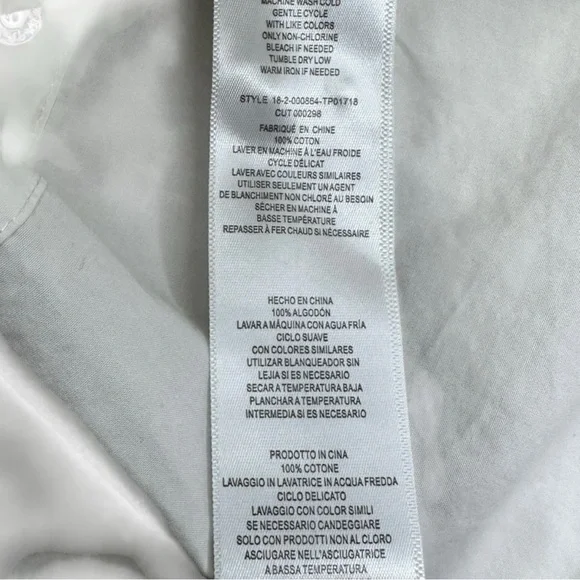 MACHINE WASH COLD
GENTLE CYCLE
WITH LIKE COLORS
ONLY NON-CHLORINE
BLEACH IF NEEDED
TUMBLE DRY LOW
WARM IRON IF NEEDED
STYLE 18-2-000864-TP01718
CUT 000298
FABRIQUÉ EN CHINE
100% COTON
LAVER EN MACHINE À L'EAU FROIDE
CYCLE DÉLICAT
LAVER AVEC COULEURS SIMILAIRES
UTILISER SEULEMENT UN AGENT
DE BLANCHIMENT NON CHLORÉ AU BESOIN
SÉCHER EN MACHINE À
BASSE TEMPÉRATURE
REPASSER À FER CHAUD SI NÉCESSAIRE
HECHO EN CHINA
100% ALGODÓN
LAVAR A MÁQUINA CON AGUA FRÍA
CICLO SUAVE
CON COLORES SIMILARES
UTILIZAR BLANQUEADOR SIN
LEJIA SI ES NECESARIO
SECAR A TEMPERATURA BAJA
PLANCHAR A TEMPERATURA
INTERMEDIA SI ES NECESARIO
PRODOTTO IN CINA
100% COTONE
LAVAGGIO IN LAVATRICE IN ACQUA FREDDA
CICLO DELICATO
LAVAGGIO CON COLOR SIMILI
SE NECESSARIO CANDEGGIARE
SOLO CON PRODOTTI NON AL CLORO
ASCIUGARE NELL'ASCIUGATRICE
A BASSA TEMPERATURA